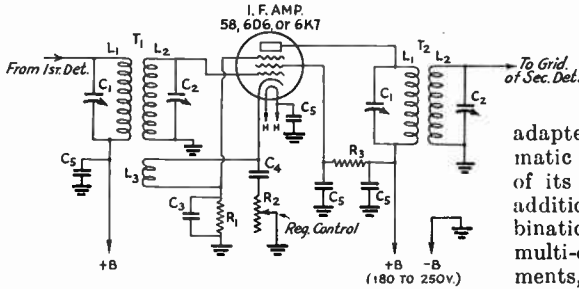 I. F. AMP.
58, 6D6, or 6K7
T1
L1 L2
From 1st. Det.
C1
C2
C5
L3
+B
C3
R1
C4
R2
Reg. Control
H H
C5
R3
C5
C5
T2
L1 L2
C1
C2
To Grid.
of Sec. Det.
+B -B
(180 TO 250V.)
adapte
matic
of its
additio
binatio
multi-e
ments,